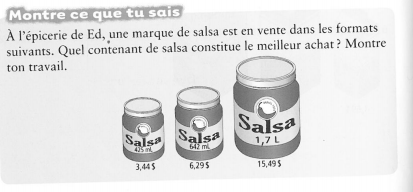 Montre ce que tu sais
À l'épicerie de Ed, une marque de salsa est en vente dans les formats
suivants. Quel contenant de salsa constitue le meilleur achat? Montre
ton travail.
Salsa
425 mL
Salsa
642 mL
Salsa
1,7 L
3,44 $
6,29 $
15,49 $